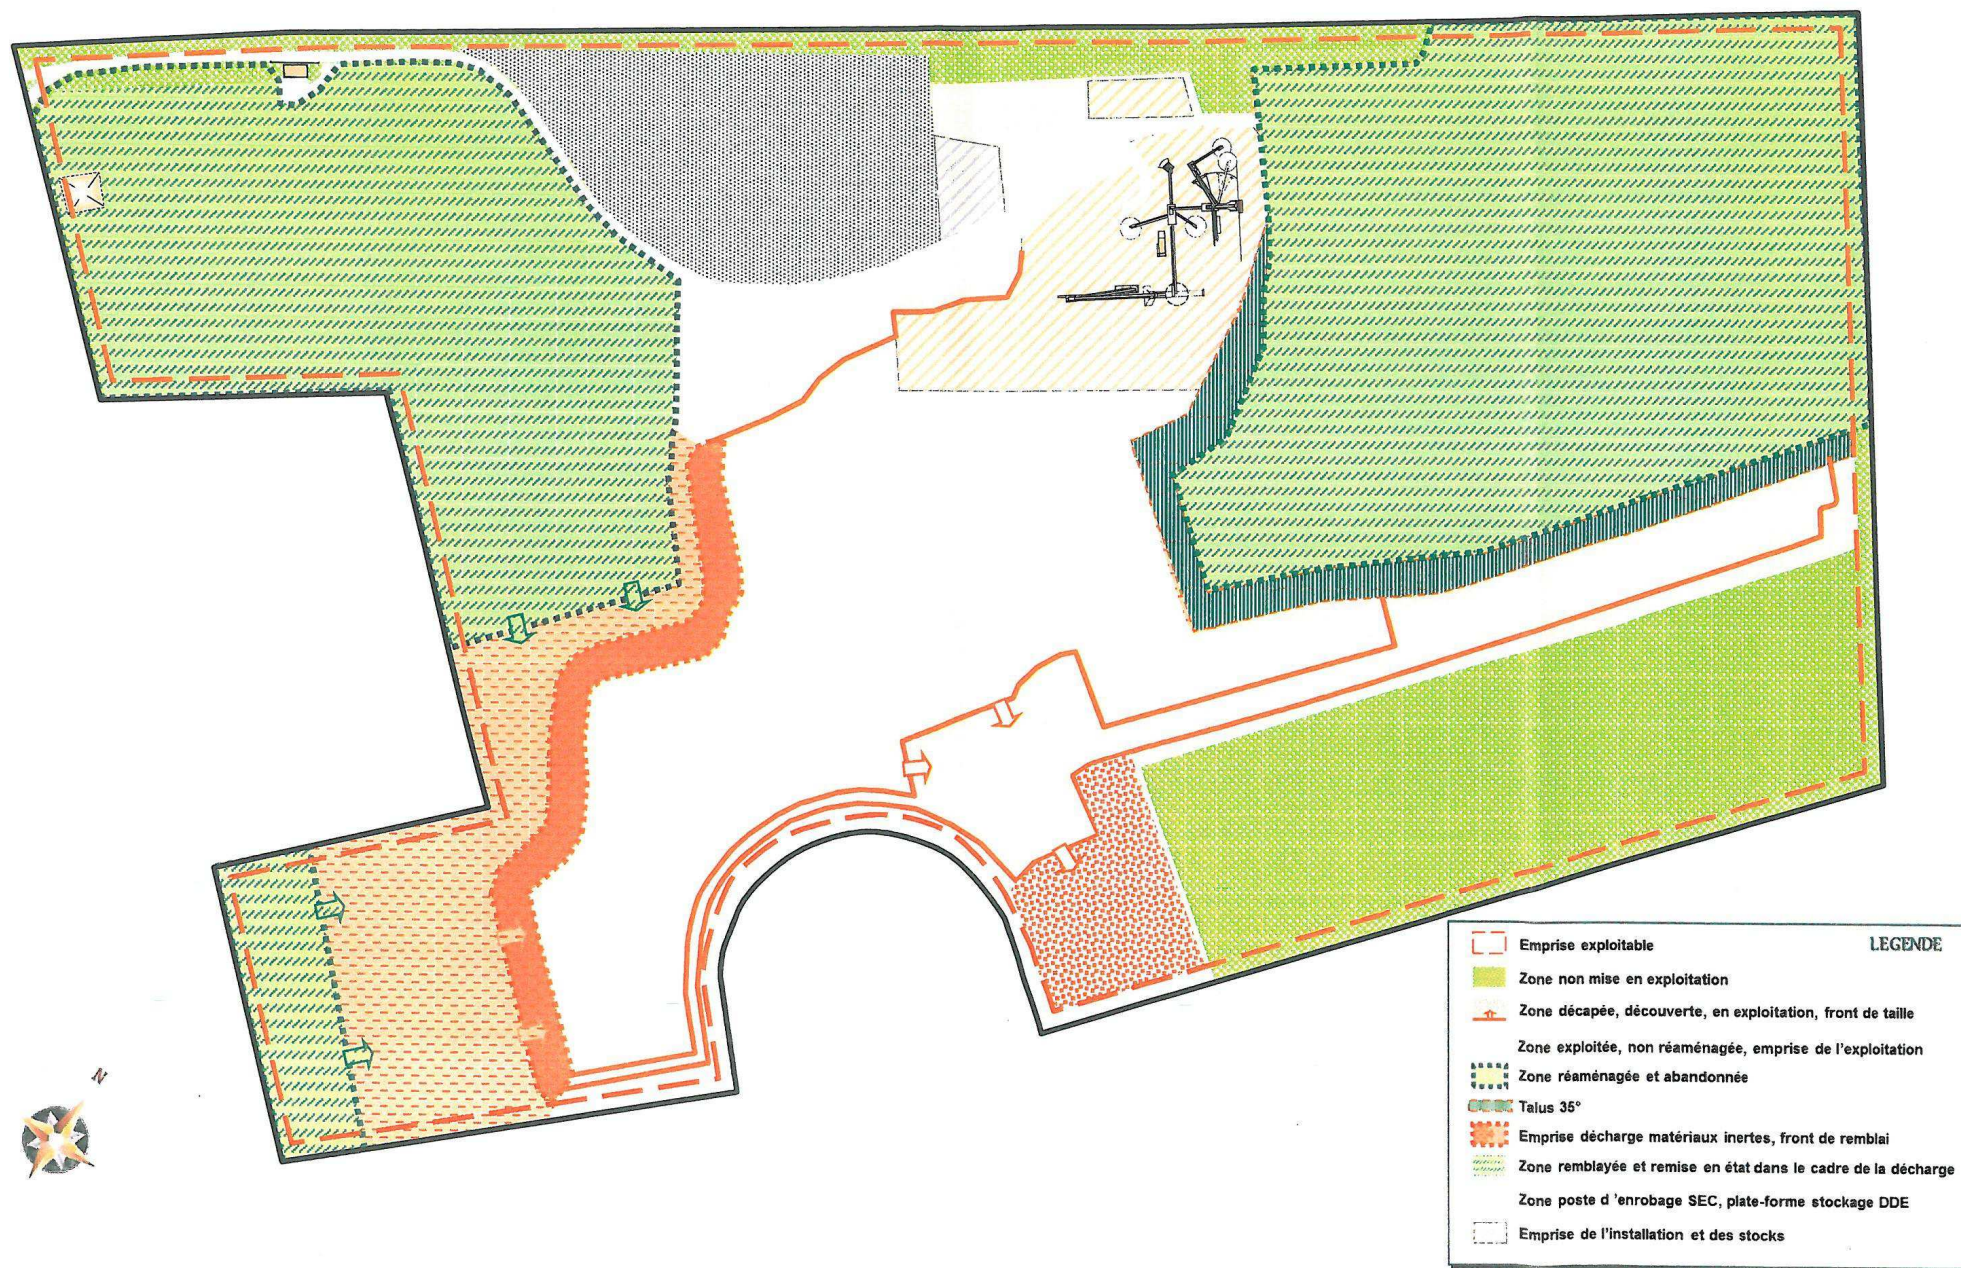 LEGENDE
Emprise exploitable
Zone non mise en exploitation
Zone décapée, découverte, en exploitation, front de taille
Zone exploitée, non réaménagée, emprise de l'exploitation
Zone réaménagée et abandonnée
Talus 35°
Emprise décharge matériaux inertes, front de remblai
Zone remblayée et remise en état dans le cadre de la décharge
Zone poste d 'enrobage SEC, plate-forme stockage DDE
Emprise de l'installation et des stocks
N